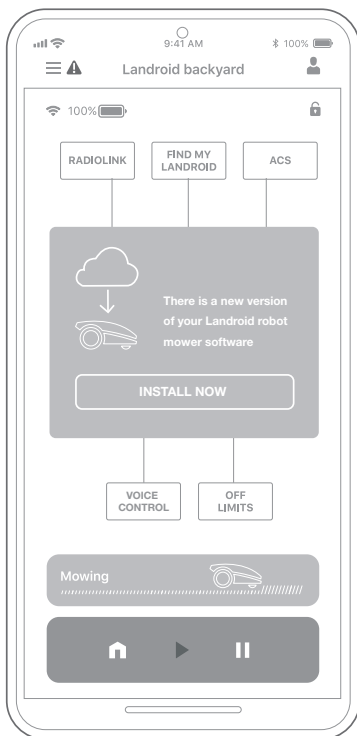 9:41 AM
100%
Landroid backyard
100%
RADIOLINK
FIND MY
LANDROID
ACS
There is a new version
of your Landroid robot
mower software
INSTALL NOW
VOICE
CONTROL
OFF
LIMITS
Mowing